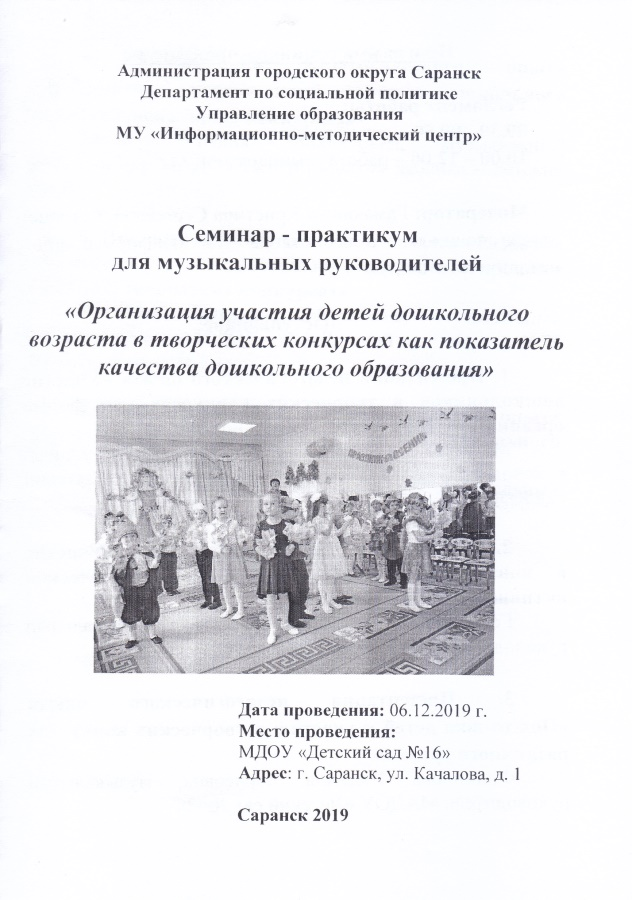 Администрация городского округа Саранск
Департамент по социальной политике
Управление образования
МУ «Информационно-методический центр»
Семинар - практикум
для музыкальных руководителей
«Организация участия детей дошкольного
возраста в творческих конкурсах как показатель
качества дошкольного образования»
Дата проведения: 06.12.2019 г.
Место проведения:
МДОУ «Детский сад №16»
Адрес: г. Саранск, ул. Качалова, д. 1
Саранск 2019